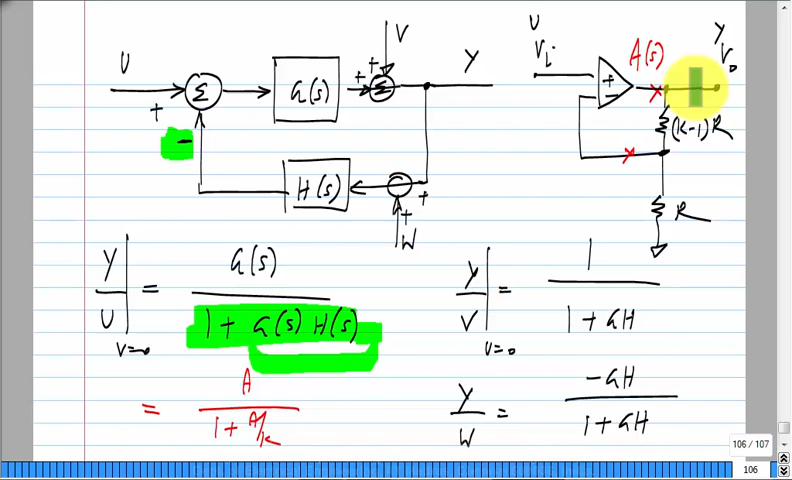 U
Σ
+
G(s)
+
+
V
Σ
Y
-
H(s)
+
+
W
U
Vi
+
-
A(s)
Y
Vo
(k-1)R
R
Y/U |V=0 = G(s) / (1 + G(s) H(s))
= A / (1 + A/k)
Y/V |U=0 = 1 / (1 + GH)
Y/W = -GH / (1 + GH)
106 / 107
106